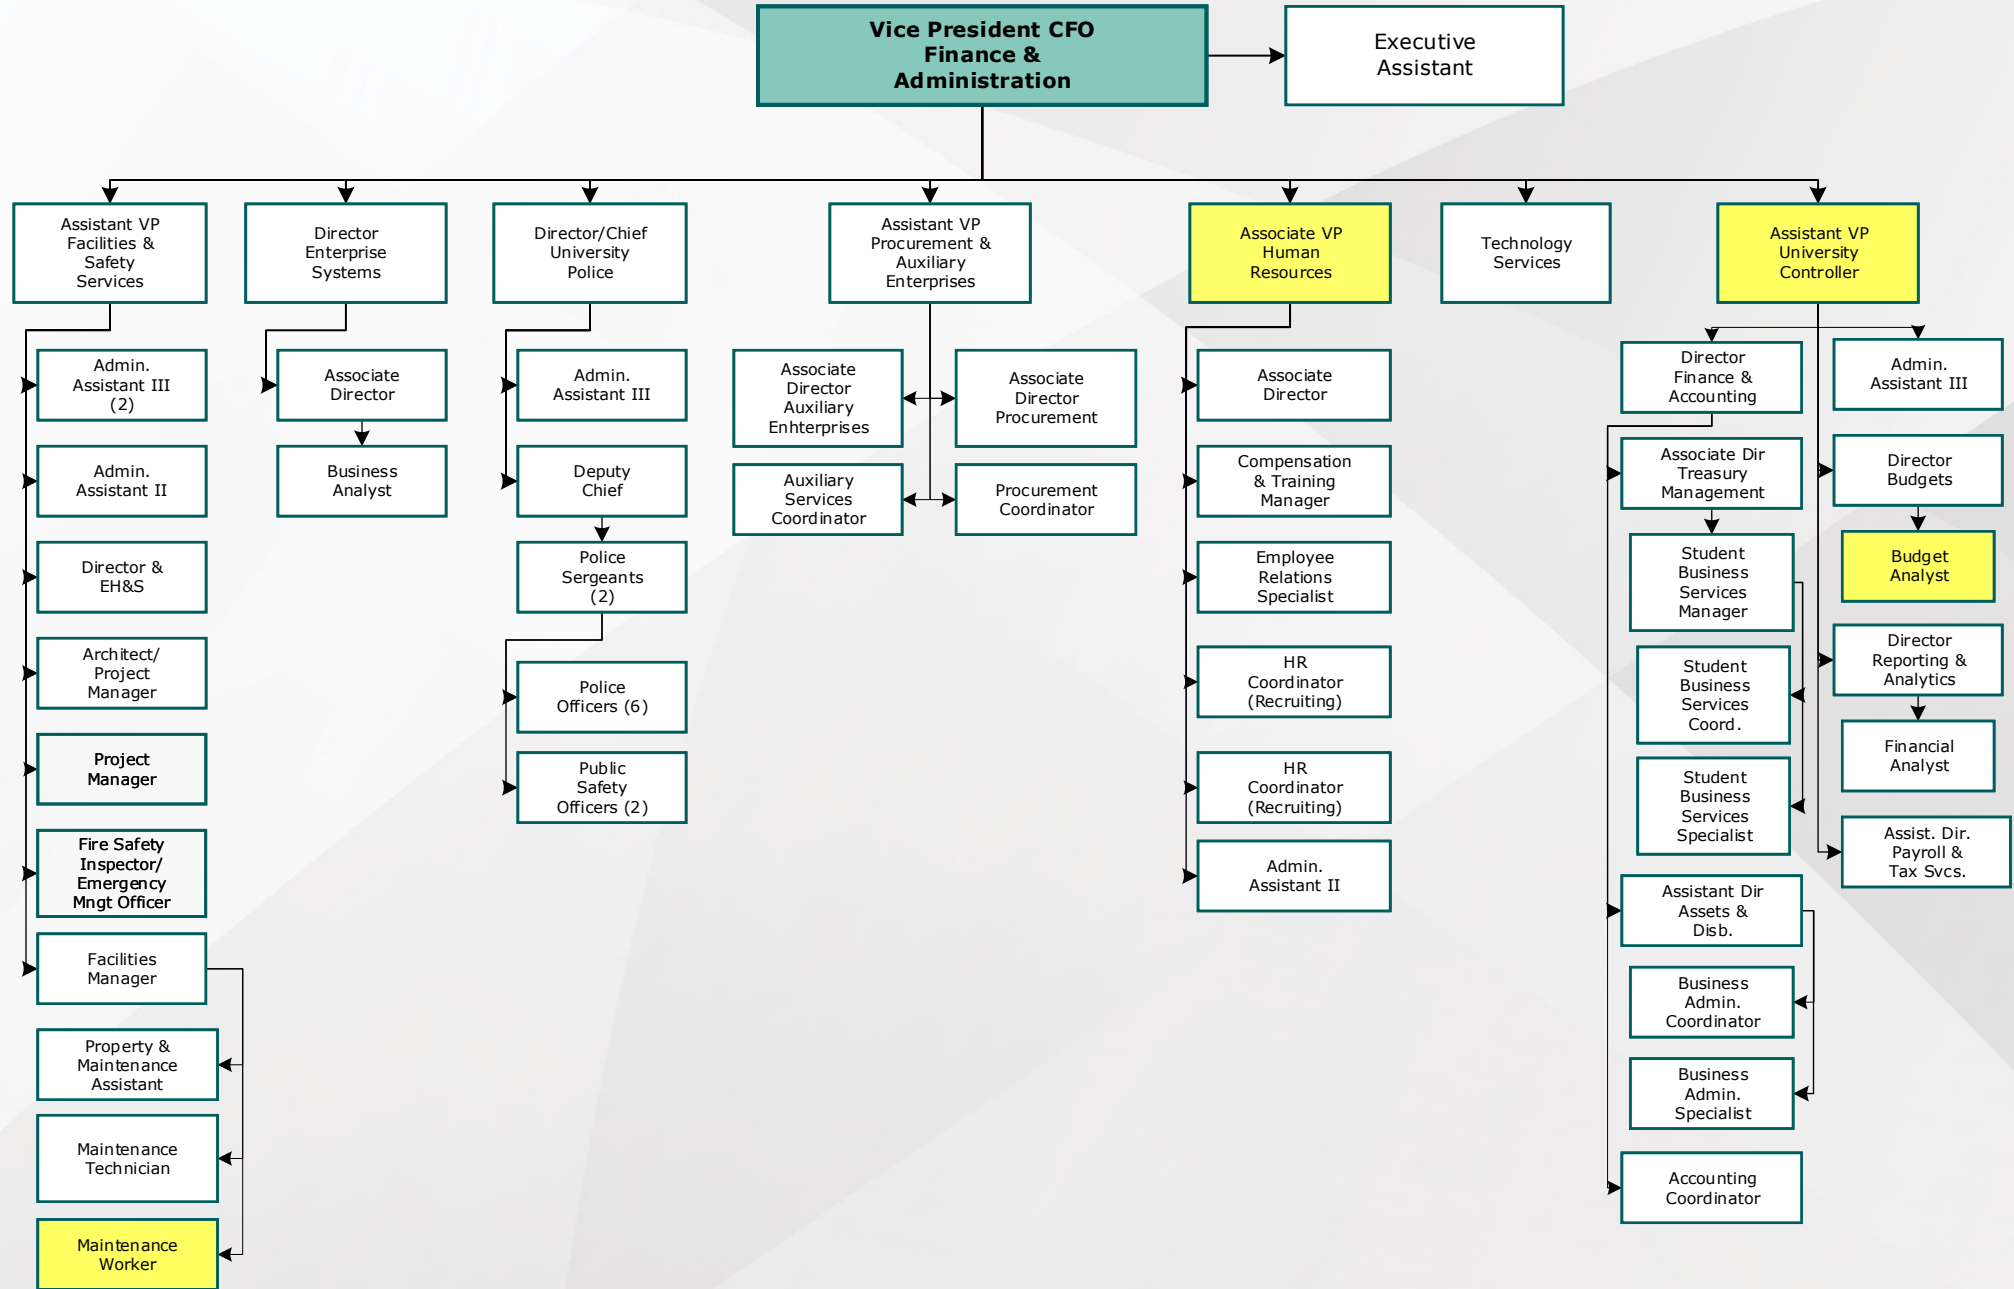 Vice President CFO
Finance &
Administration
Executive
Assistant
Assistant VP
Facilities &
Safety
Services
Director
Enterprise
Systems
Director/Chief
University
Police
Assistant VP
Procurement &
Auxiliary
Enterprises
Associate VP
Human
Resources
Technology
Services
Assistant VP
University
Controller
Admin.
Assistant III
(2)
Admin.
Assistant II
Director &
EH&S
Architect/
Project
Manager
Project
Manager
Fire Safety
Inspector/
Emergency
Mngt Officer
Facilities
Manager
Property &
Maintenance
Assistant
Maintenance
Technician
Maintenance
Worker
Associate
Director
Business
Analyst
Admin.
Assistant III
Deputy
Chief
Police
Sergeants
(2)
Police
Officers (6)
Public
Safety
Officers (2)
Associate
Director
Auxiliary
Enhterprises
Associate
Director
Procurement
Auxiliary
Services
Coordinator
Procurement
Coordinator
Associate
Director
Compensation
& Training
Manager
Employee
Relations
Specialist
HR
Coordinator
(Recruiting)
HR
Coordinator
(Recruiting)
Admin.
Assistant II
Director
Finance &
Accounting
Associate Dir
Treasury
Management
Student
Business
Services
Manager
Student
Business
Services
Coord.
Student
Business
Services
Specialist
Assistant Dir
Assets &
Disb.
Business
Admin.
Coordinator
Business
Admin.
Specialist
Accounting
Coordinator
Admin.
Assistant III
Director
Budgets
Budget
Analyst
Director
Reporting &
Analytics
Financial
Analyst
Assist. Dir.
Payroll &
Tax Svcs.